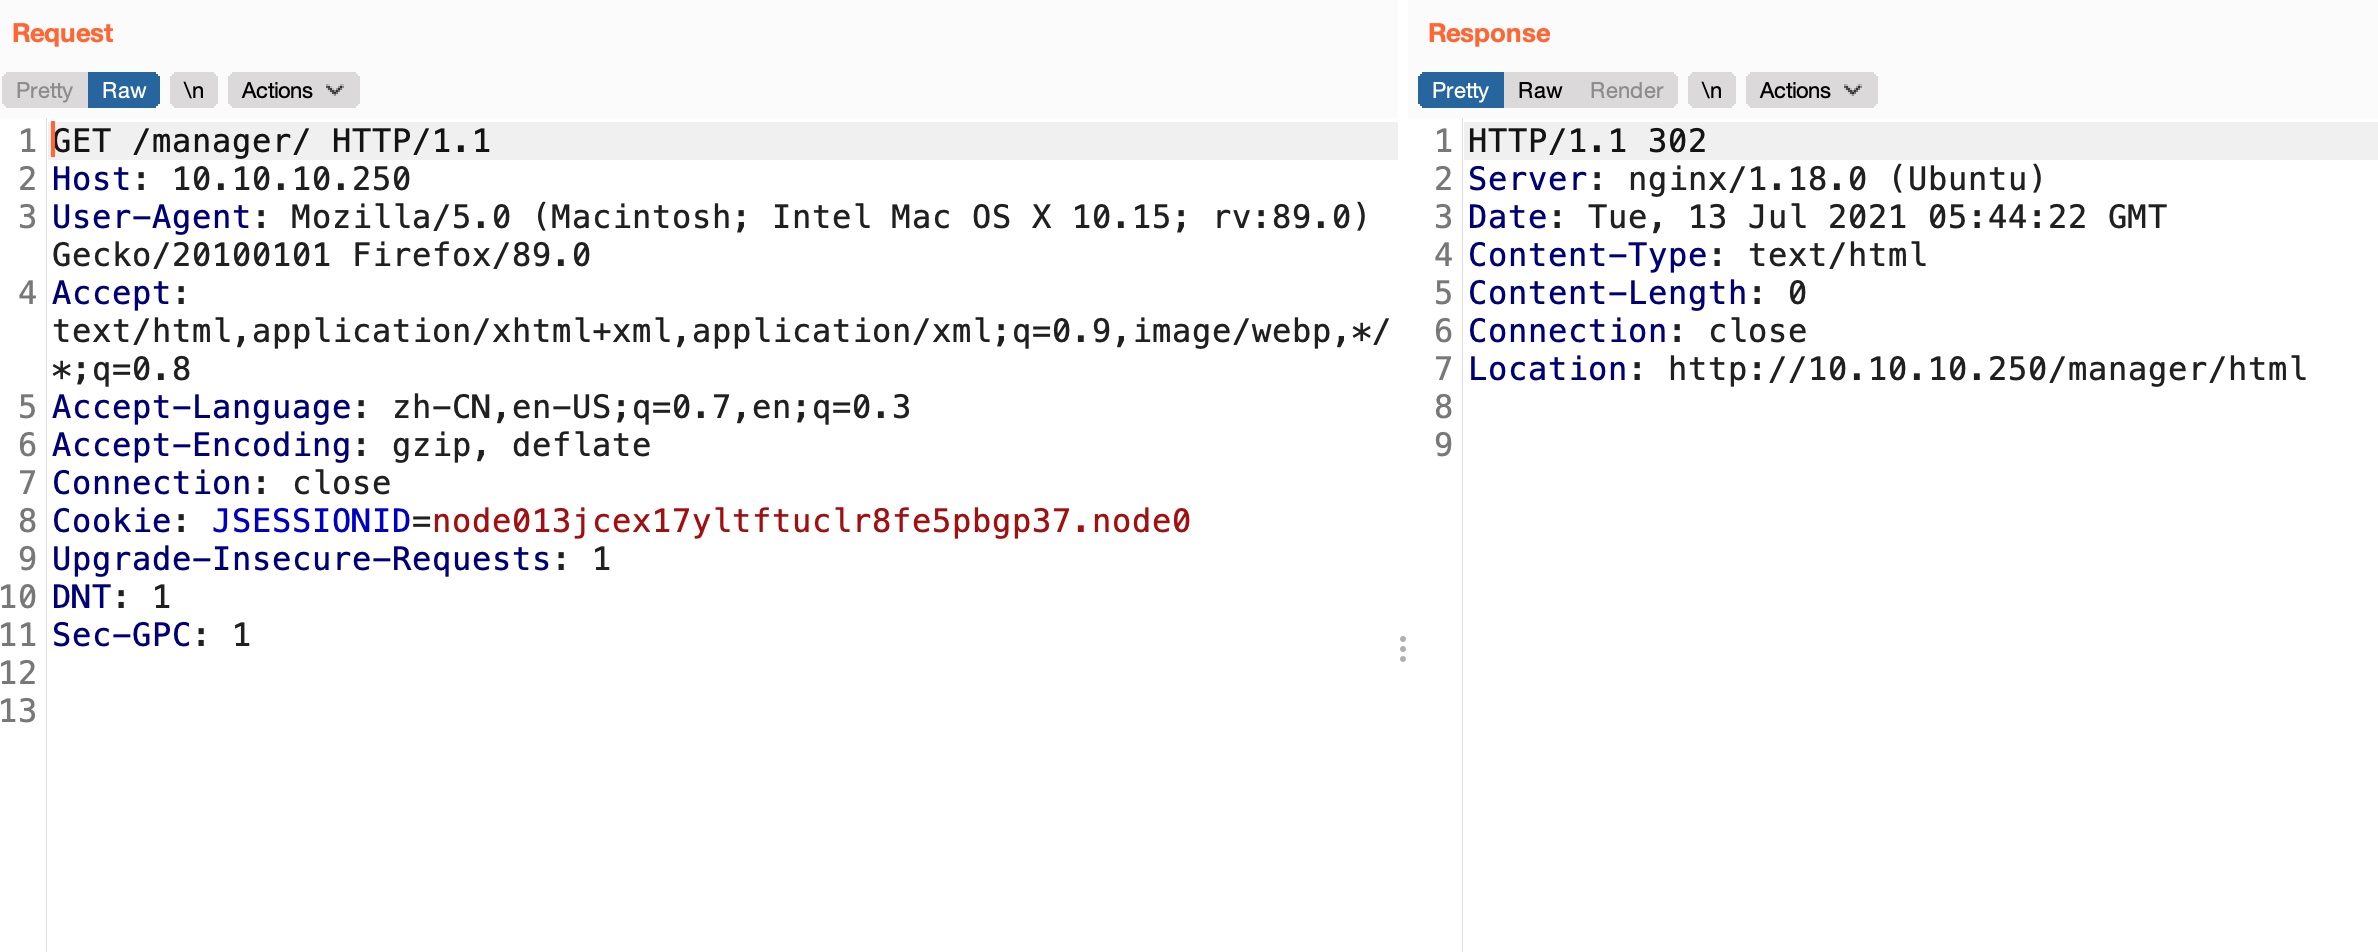 Request
Pretty Raw \n Actions
1 GET /manager/ HTTP/1.1
2 Host: 10.10.10.250
3 User-Agent: Mozilla/5.0 (Macintosh; Intel Mac OS X 10.15; rv:89.0)
Gecko/20100101 Firefox/89.0
4 Accept:
text/html,application/xhtml+xml,application/xml;q=0.9,image/webp,*/
*;q=0.8
5 Accept-Language: zh-CN,en-US;q=0.7,en;q=0.3
6 Accept-Encoding: gzip, deflate
7 Connection: close
8 Cookie: JSESSIONID=node013jcex17yltftuclr8fe5pbgp37.node0
9 Upgrade-Insecure-Requests: 1
10 DNT: 1
11 Sec-GPC: 1
12
13
Response
Pretty Raw Render \n Actions
1 HTTP/1.1 302
2 Server: nginx/1.18.0 (Ubuntu)
3 Date: Tue, 13 Jul 2021 05:44:22 GMT
4 Content-Type: text/html
5 Content-Length: 0
6 Connection: close
7 Location: http://10.10.10.250/manager/html
8
9